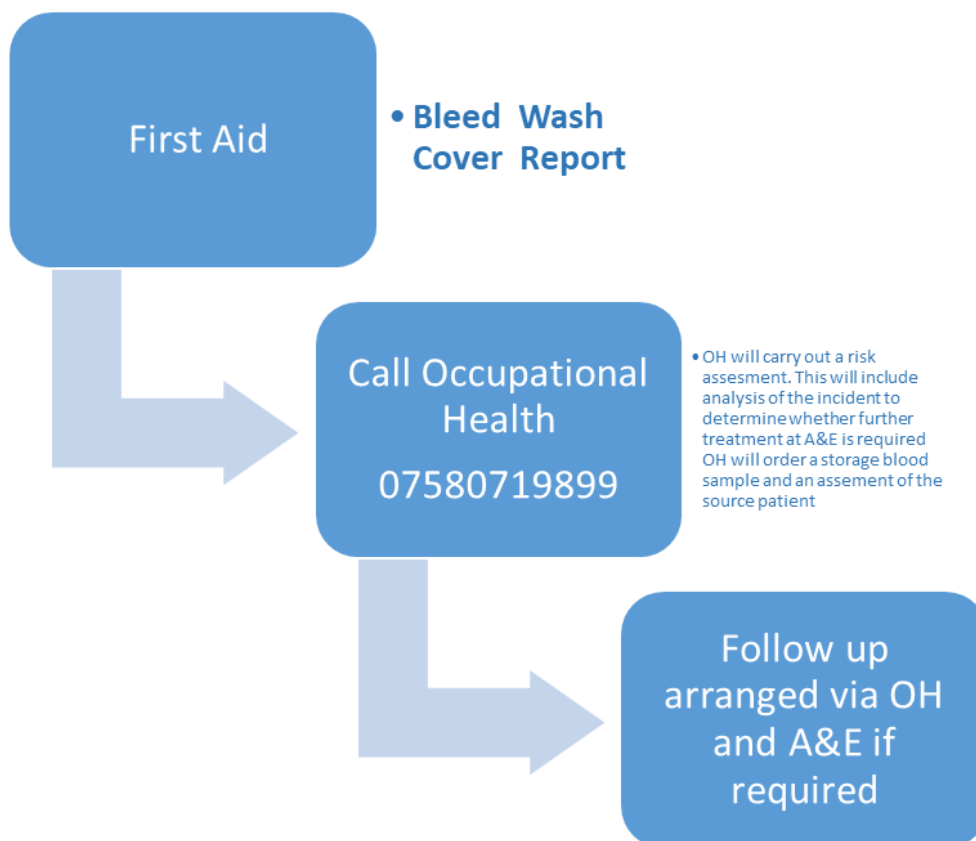 First Aid
• Bleed Wash
Cover Report
Call Occupational
Health
07580719899
• OH will carry out a risk
assesment. This will include
analysis of the incident to
determine whether further
treatment at A&E is required
OH will order a storage blood
sample and an assement of the
source patient
Follow up
arranged via OH
and A&E if
required